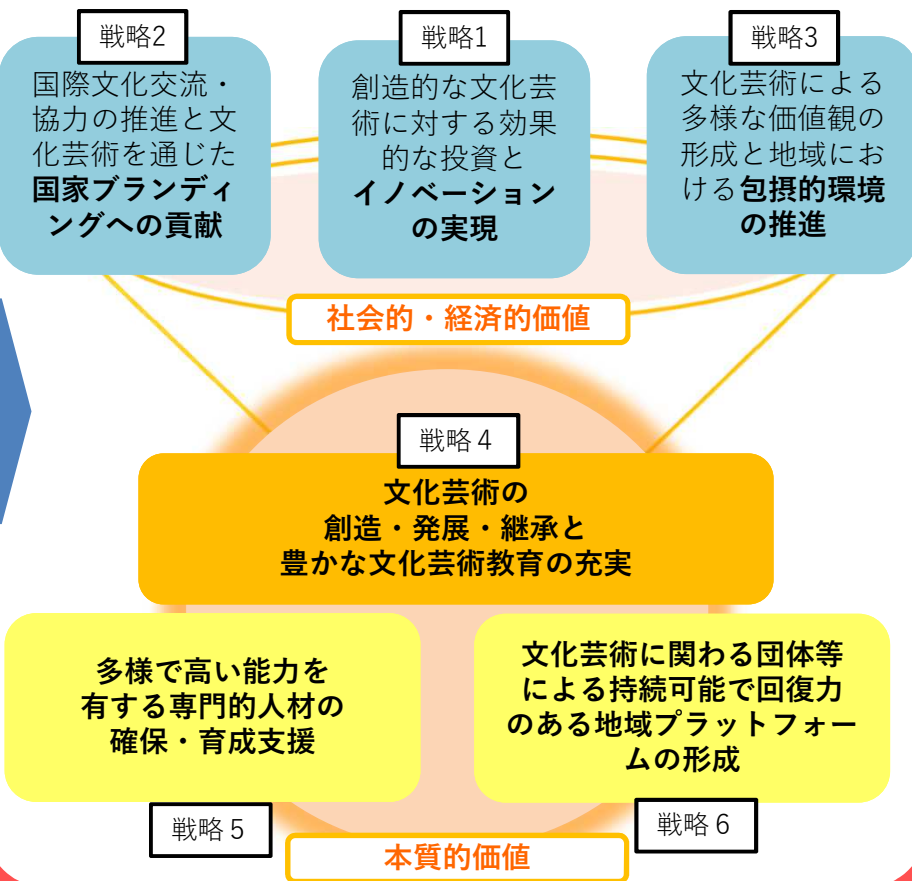 戦略2
国際文化交流・
協力の推進と文
化芸術を通じた
国家ブランディ
ングへの貢献
戦略1
創造的な文化芸
術に対する効果
的な投資と
イノベーション
の実現
戦略3
文化芸術による
多様な価値観の
形成と地域にお
ける包摂的環境
の推進
社会的・経済的価値
戦略４
文化芸術の
創造・発展・継承と
豊かな文化芸術教育の充実
多様で高い能力を
有する専門的人材の
確保・育成支援
戦略５
文化芸術に関わる団体等
による持続可能で回復力
のある地域プラットフォー
ムの形成
戦略６
本質的価値